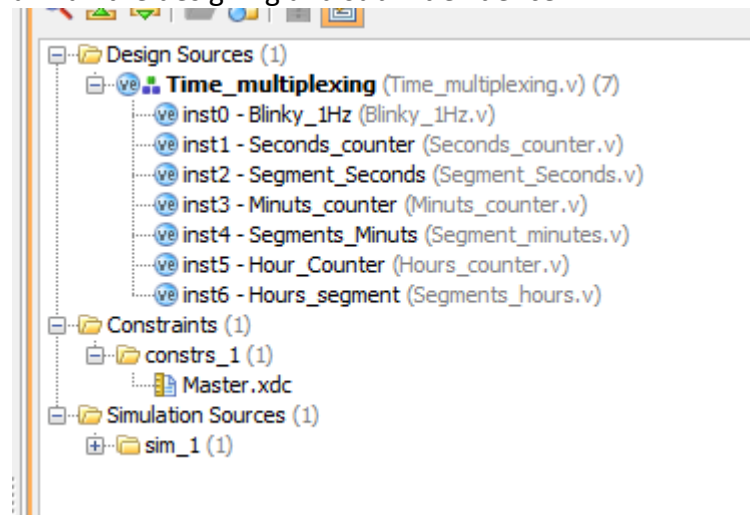 Design Sources (1)
Time_multiplexing (Time_multiplexing.v) (7)
inst0 - Blinky_1Hz (Blinky_1Hz.v)
inst1 - Seconds_counter (Seconds_counter.v)
inst2 - Segment_Seconds (Segment_Seconds.v)
inst3 - Minuts_counter (Minuts_counter.v)
inst4 - Segments_Minuts (Segment_minutes.v)
inst5 - Hour_Counter (Hours_counter.v)
inst6 - Hours_segment (Segments_hours.v)
Constraints (1)
constrs_1 (1)
Master.xdc
Simulation Sources (1)
sim_1 (1)